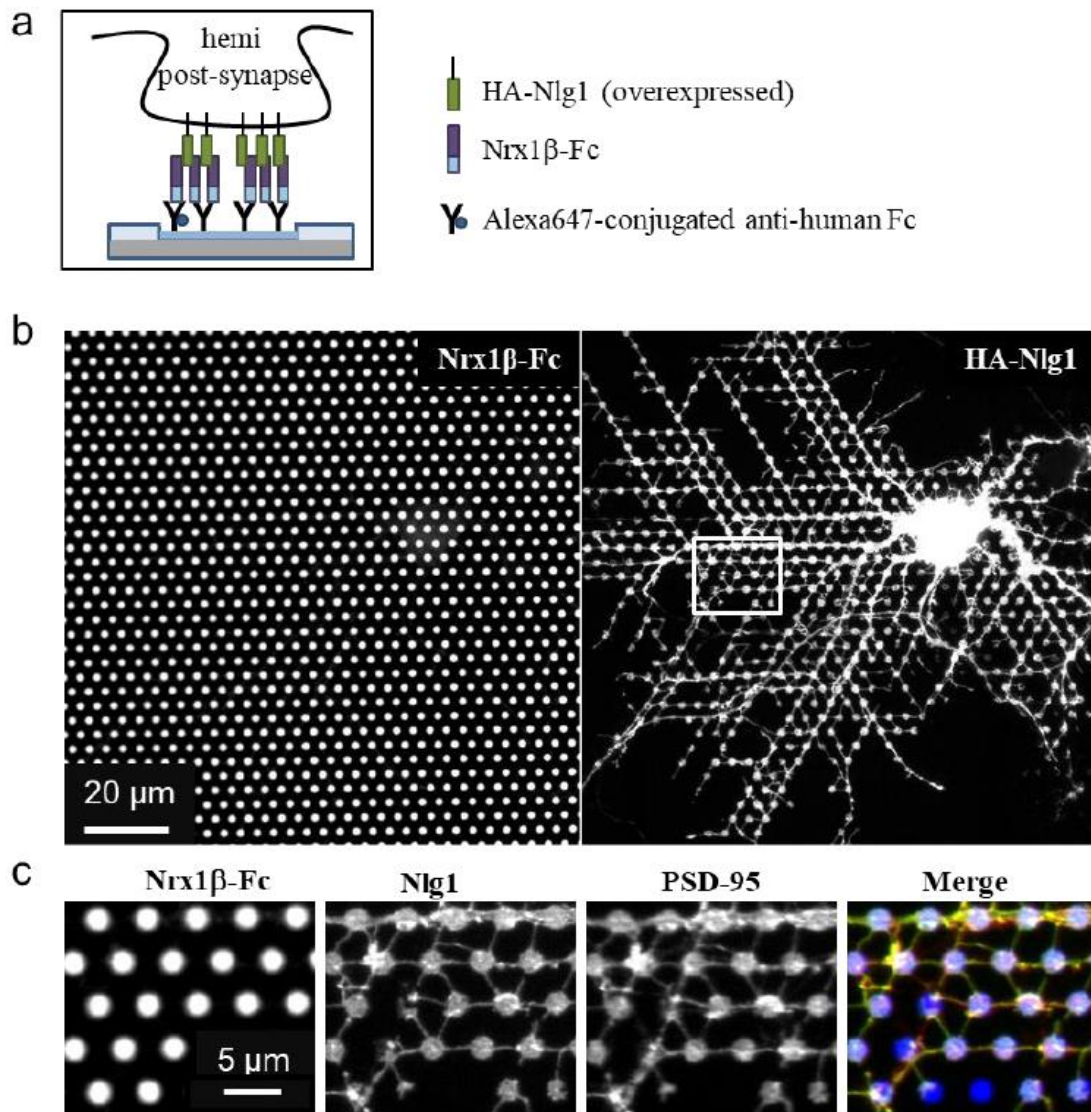 a
hemi
post-synapse
HA-Nlg1 (overexpressed)
Nrx1β-Fc
Alexa647-conjugated anti-human Fc
b
Nrx1β-Fc
HA-Nlg1
20 μm
c
Nrx1β-Fc
Nlg1
PSD-95
Merge
5 μm